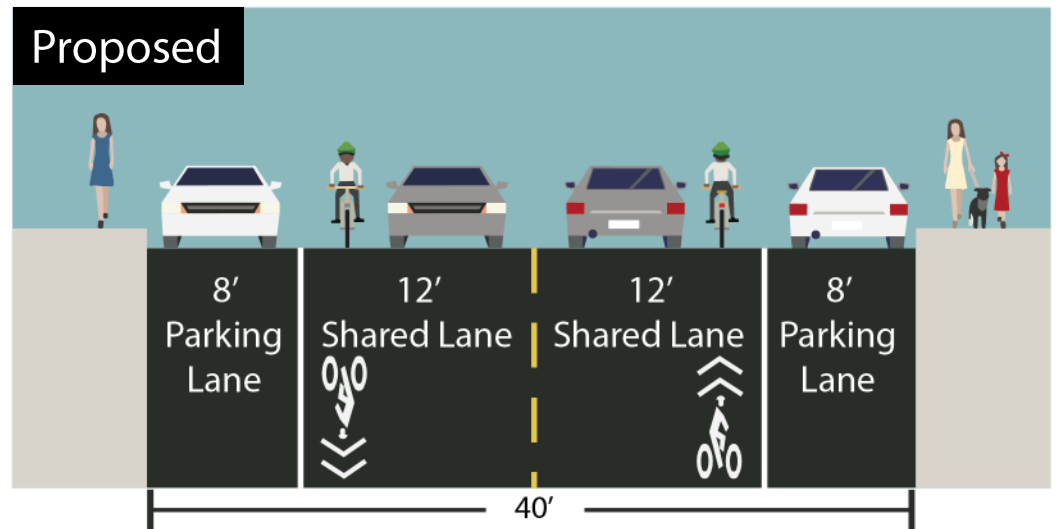 Proposed
8’
Parking
Lane
12’
Shared Lane
12’
Shared Lane
8’
Parking
Lane
40’